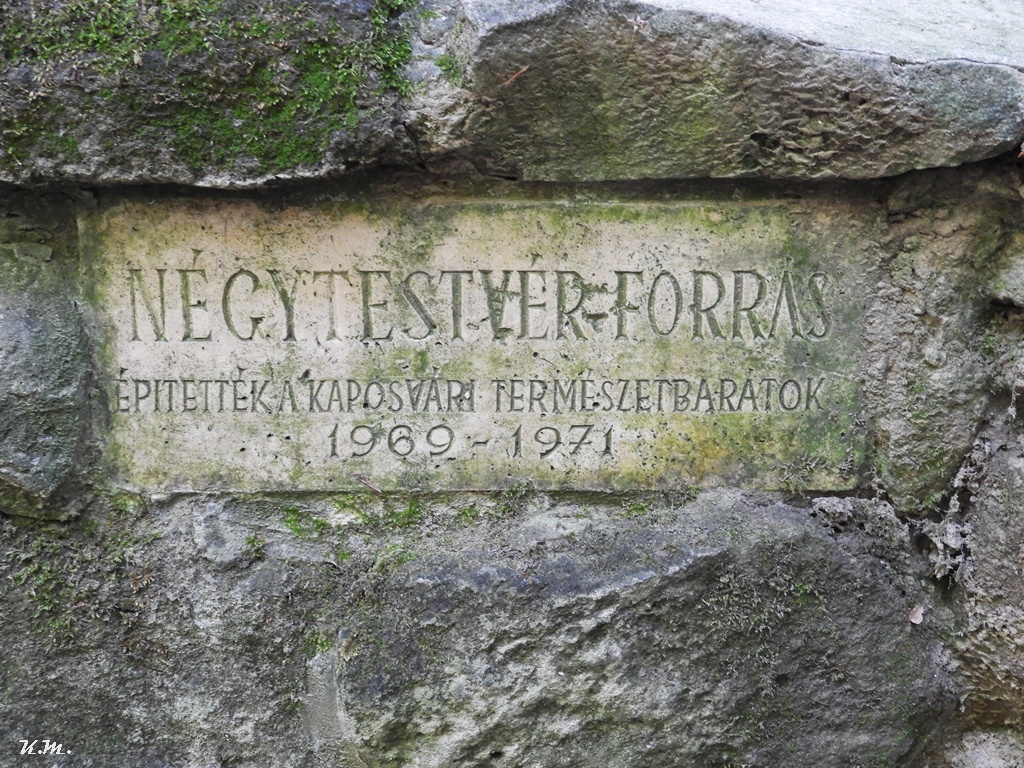 NÉGYTESTVÉR-FORRÁS
ÉPITETTÉK A KAPOSVÁRI TERMÉSZETBARÁTOK
1969-1971
K.M.